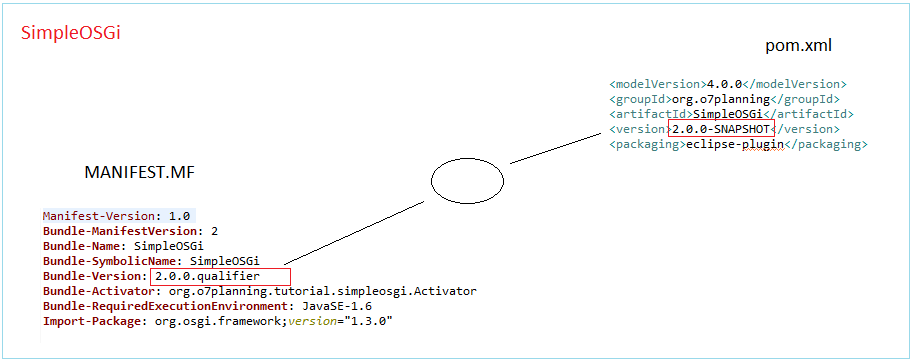 SimpleOSGi
pom.xml
<modelVersion>4.0.0</modelVersion>
<groupId>org.o7planning</groupId>
<artifactId>SimpleOSGi</artifactId>
<version>2.0.0-SNAPSHOT</version>
<packaging>eclipse-plugin</packaging>
MANIFEST.MF
Manifest-Version: 1.0
Bundle-ManifestVersion: 2
Bundle-Name: SimpleOSGi
Bundle-SymbolicName: SimpleOSGi
Bundle-Version: 2.0.0.qualifier
Bundle-Activator: org.o7planning.tutorial.simpleosgi.Activator
Bundle-RequiredExecutionEnvironment: JavaSE-1.6
Import-Package: org.osgi.framework;version="1.3.0"